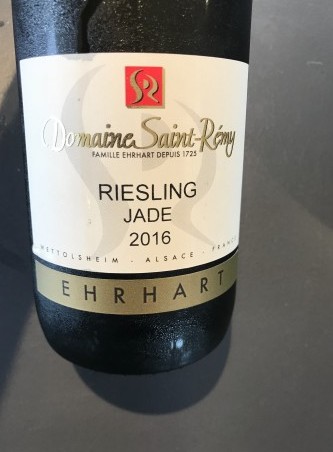 SR
Domaine Saint-Rémy
FAMILLE EHRHART DEPUIS 1725
RIESLING
JADE
2016
WETTOLSHEIM - ALSACE - FRANCE
EHRHART